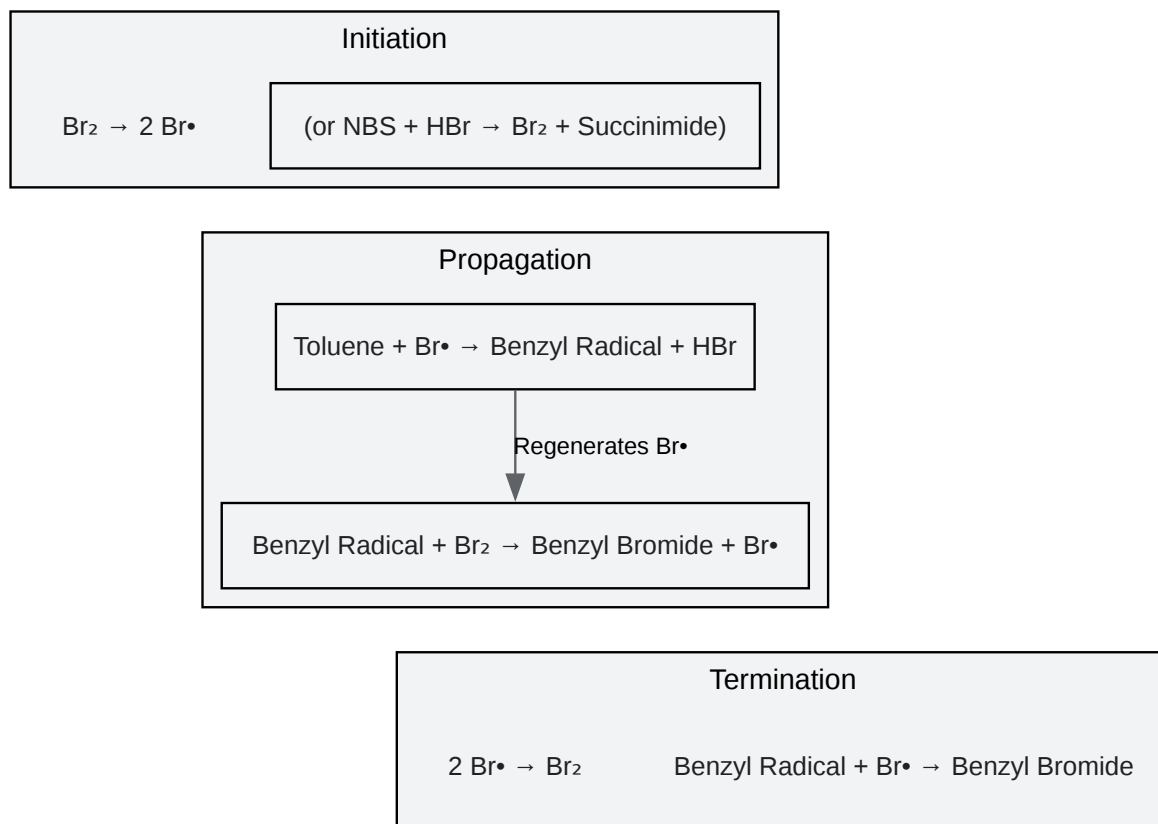 Initiation
Br₂ → 2 Br•
(or NBS + HBr → Br₂ + Succinimide)
Propagation
Toluene + Br• → Benzyl Radical + HBr
Regenerates Br•
Benzyl Radical + Br₂ → Benzyl Bromide + Br•
Termination
2 Br• → Br₂
Benzyl Radical + Br• → Benzyl Bromide